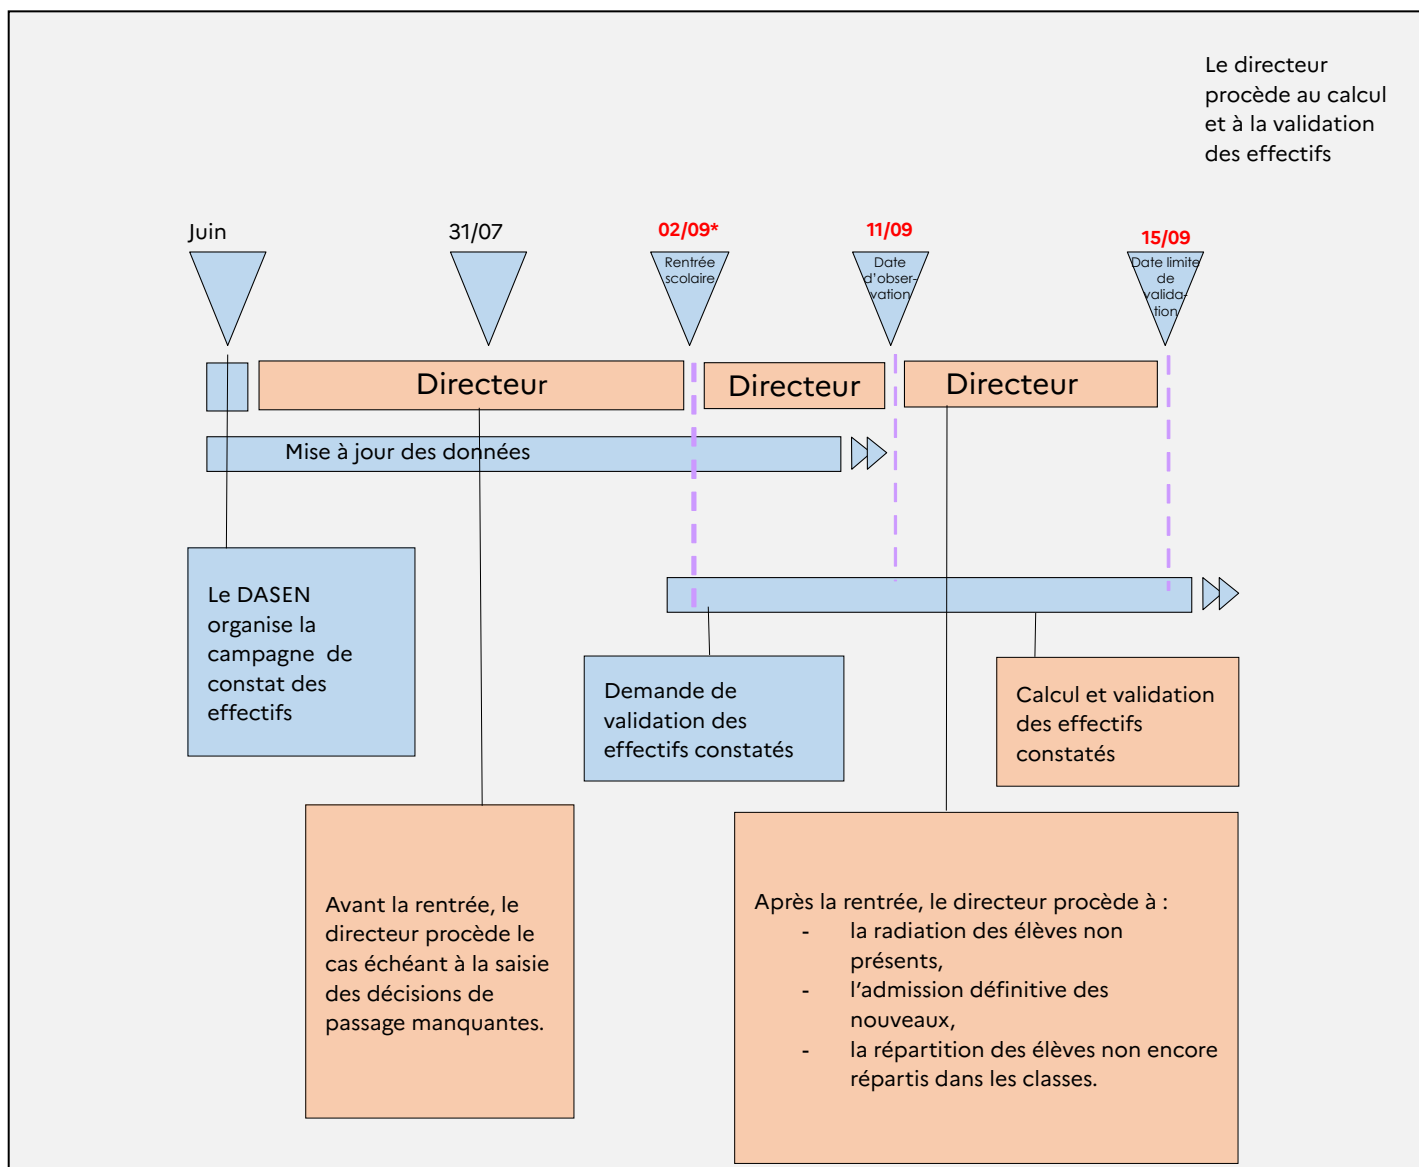 Le directeur
procède au calcul
et à la validation
des effectifs
Juin
31/07
02/09*
11/09
15/09
Rentrée
scolaire
Date
d'obser-
vation
Date limite
de
valida-
tion
Directeur
Directeur
Directeur
Mise à jour des données
Le DASEN
organise la
campagne de
constat des
effectifs
Demande de
validation des
effectifs constatés
Calcul et validation
des effectifs
constatés
Avant la rentrée, le
directeur procède le
cas échéant à la saisie
des décisions de
passage manquantes.
Après la rentrée, le directeur procède à :
- la radiation des élèves non
présents,
- l'admission définitive des
nouveaux,
- la répartition des élèves non encore
répartis dans les classes.